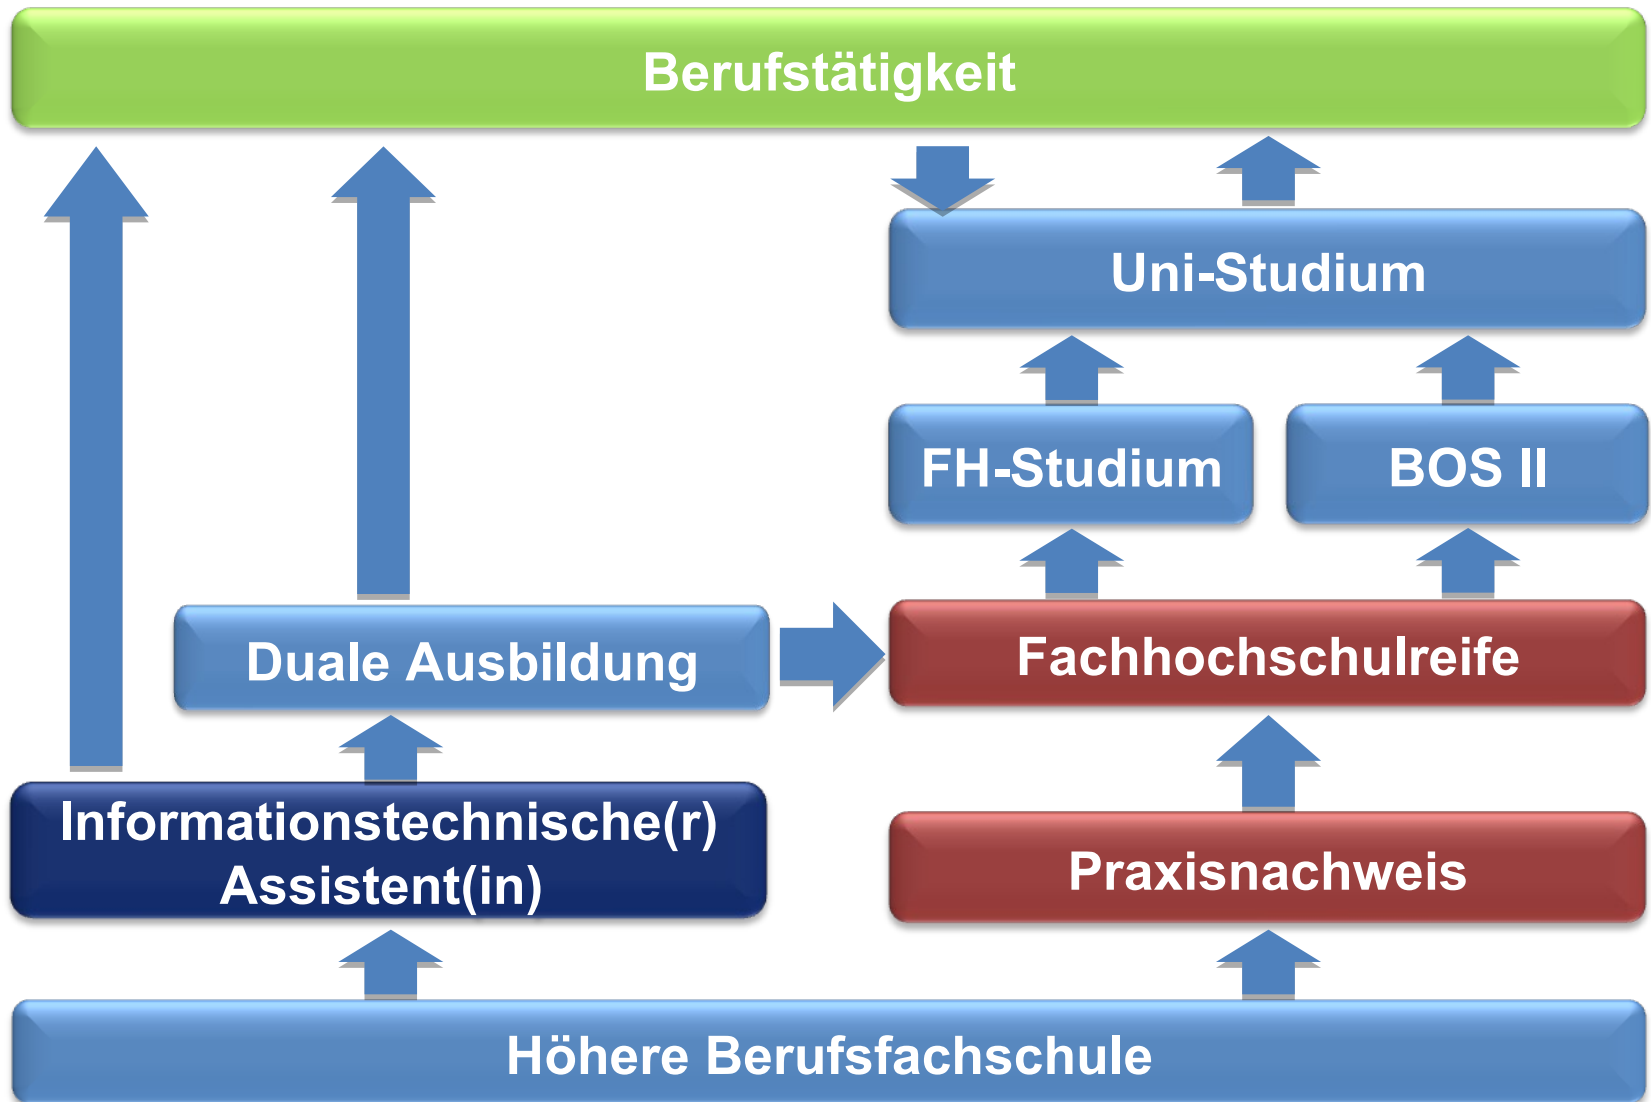 Berufstätigkeit
Uni-Studium
FH-Studium
BOS II
Duale Ausbildung
Fachhochschulreife
Informationstechnische(r)
Assistent(in)
Praxisnachweis
Höhere Berufsfachschule